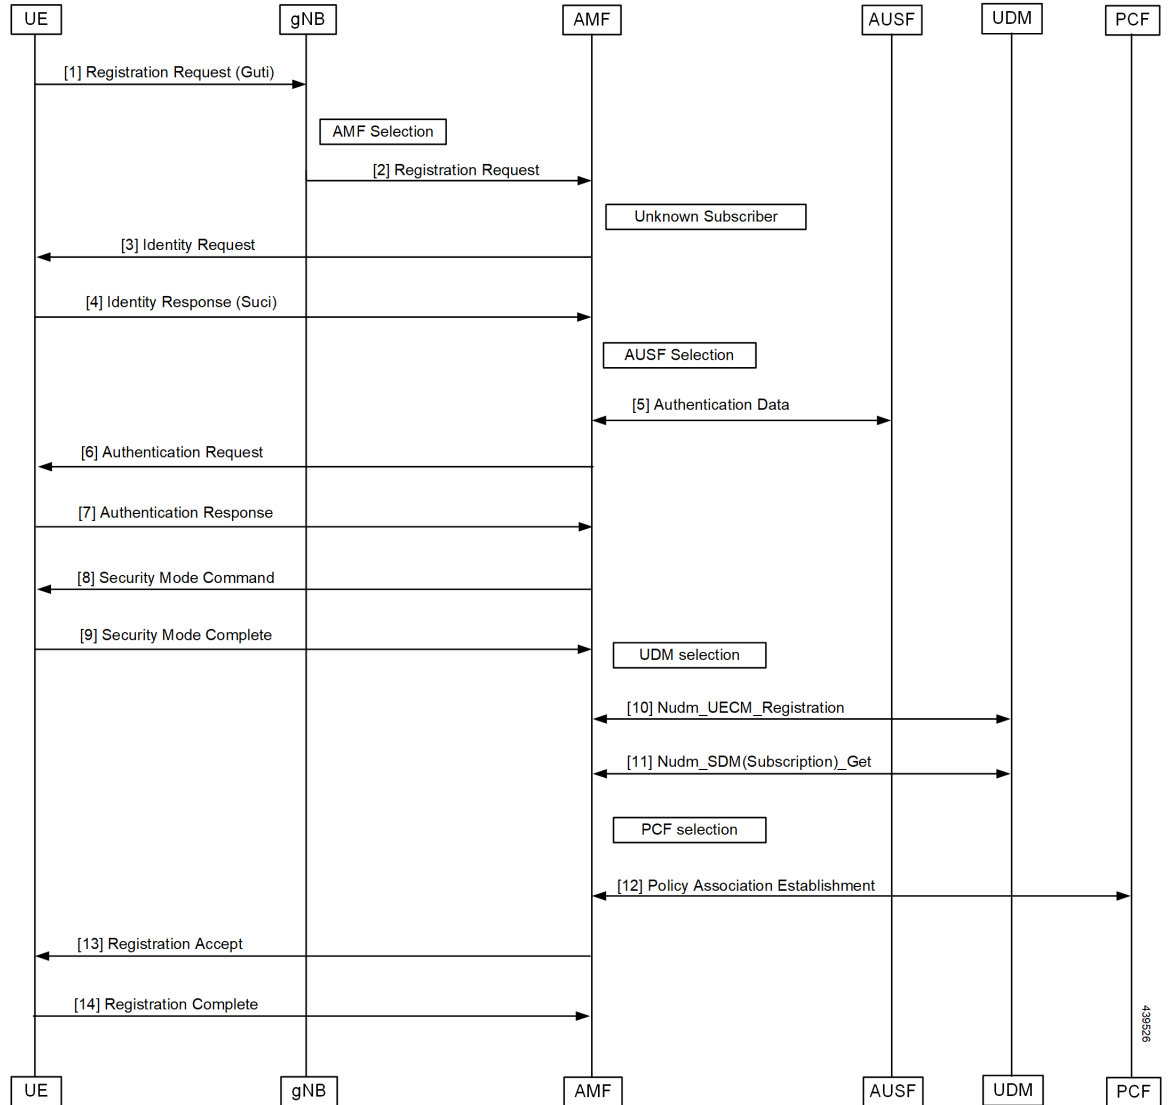 UE
gNB
AMF
AUSF
UDM
PCF
[1] Registration Request (Guti)
AMF Selection
[2] Registration Request
Unknown Subscriber
[3] Identity Request
[4] Identity Response (Suci)
AUSF Selection
[5] Authentication Data
[6] Authentication Request
[7] Authentication Response
[8] Security Mode Command
[9] Security Mode Complete
UDM selection
[10] Nudm_UECM_Registration
[11] Nudm_SDM(Subscription)_Get
PCF selection
[12] Policy Association Establishment
[13] Registration Accept
[14] Registration Complete
439526
UE
gNB
AMF
AUSF
UDM
PCF